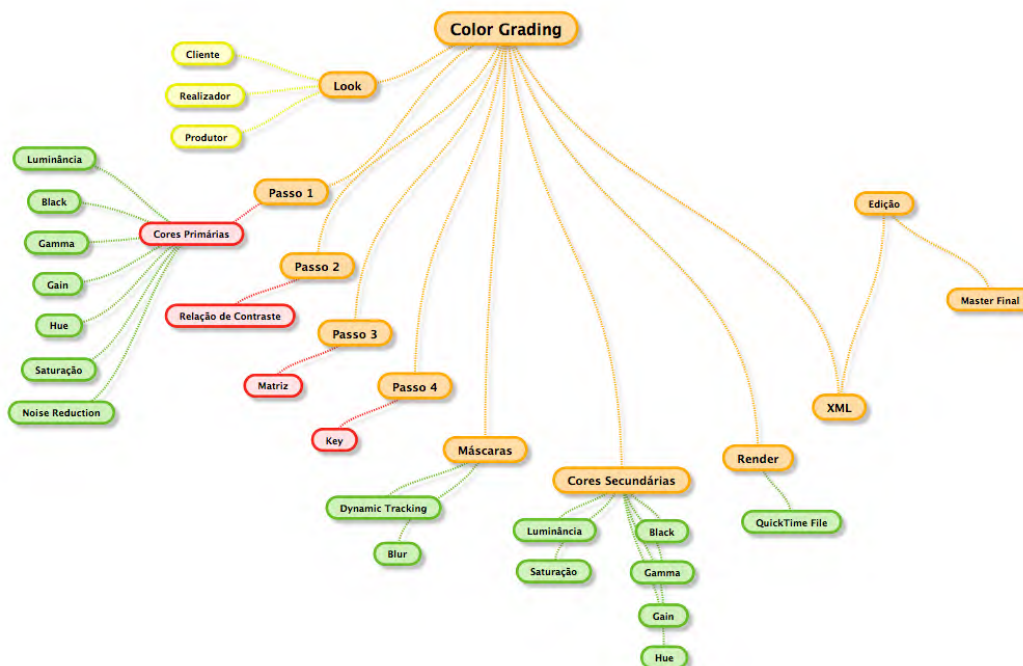 Color Grading
Look
Cliente
Realizador
Produtor
Passo 1
Cores Primárias
Luminância
Black
Gamma
Gain
Hue
Saturação
Noise Reduction
Passo 2
Relação de Contraste
Passo 3
Matriz
Passo 4
Key
Máscaras
Dynamic Tracking
Blur
Cores Secundárias
Luminância
Saturação
Black
Gamma
Gain
Hue
Render
QuickTime File
XML
Edição
Master Final